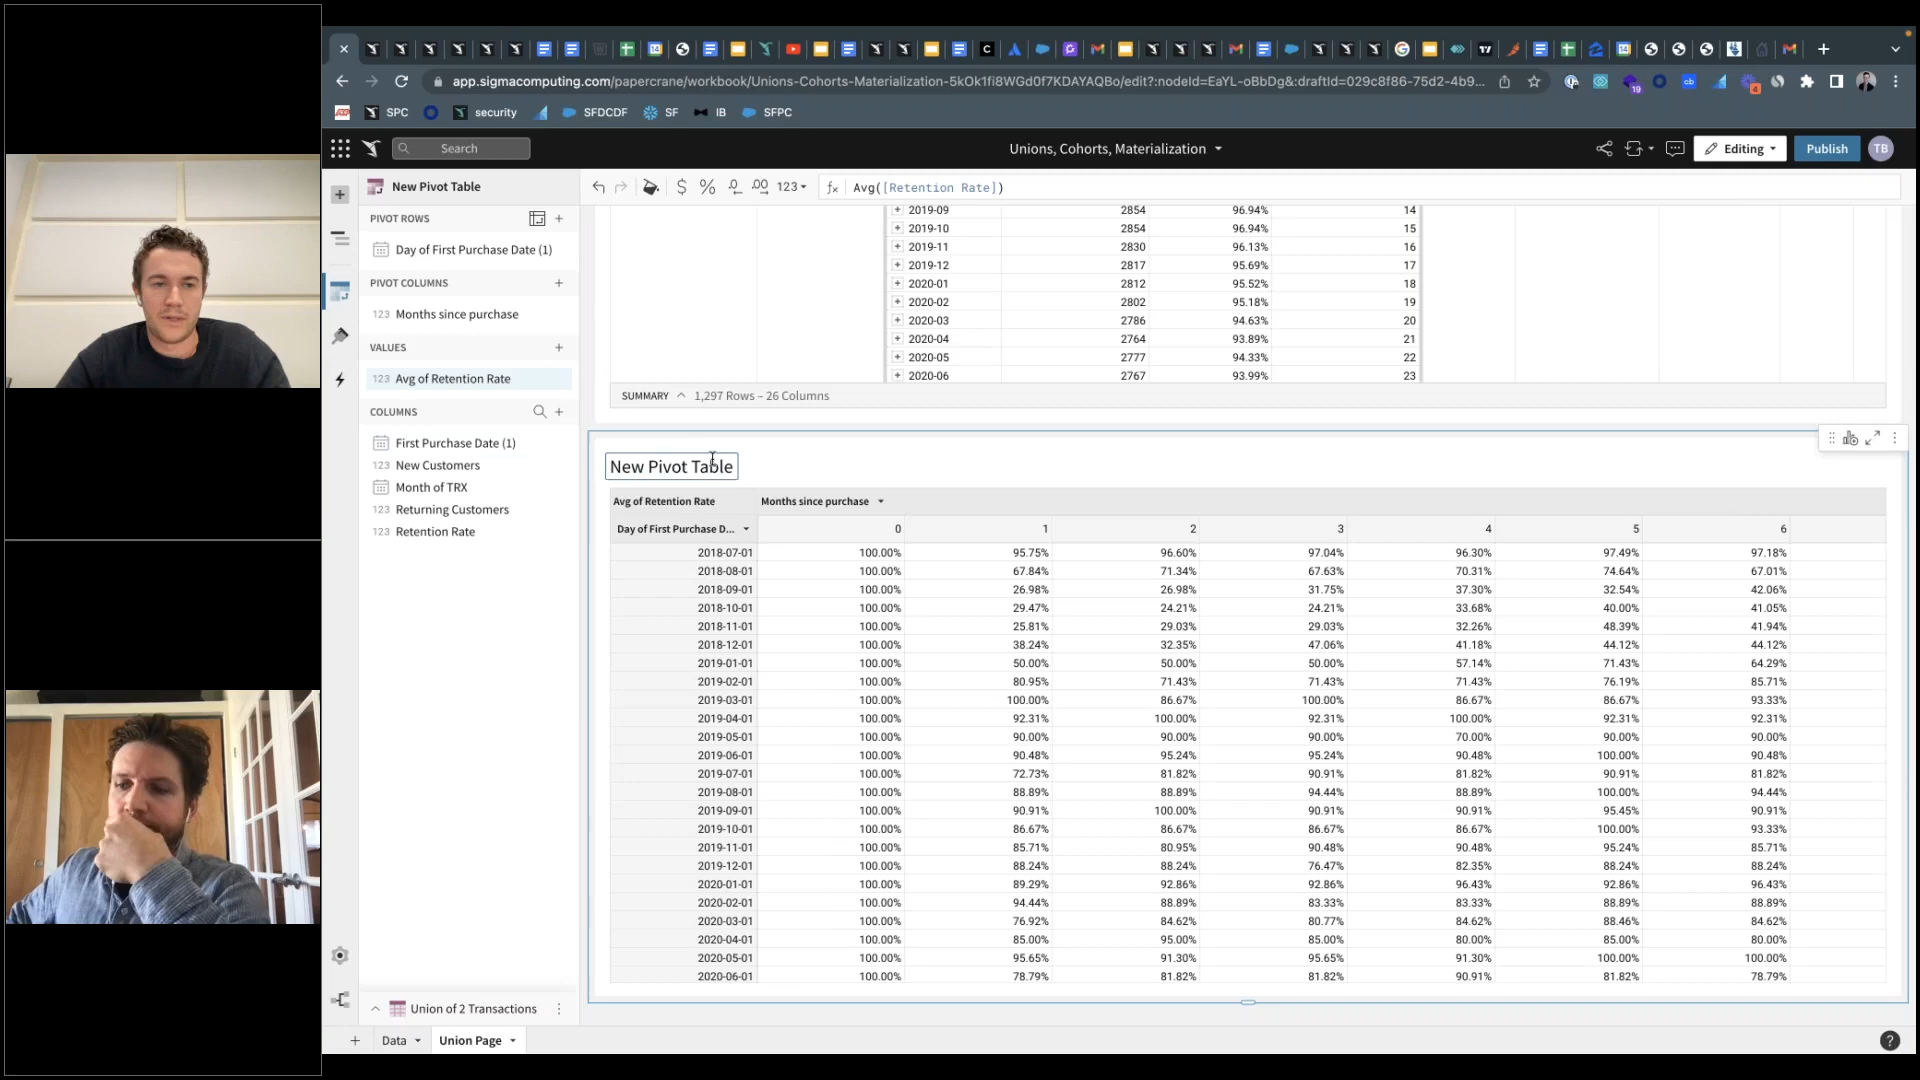 app.sigmacomputing.com/papercrane/workbook/Unions-Cohorts-Materialization-5kOk1fi8WGd0f7KDAYAQBo/edit?:nodeId=EaYL-oBbDg&:draftId=029c8f86-75d2-4b9...
SPC security SFDCDF SF IB SFPC
Search
Unions, Cohorts, Materialization
Editing
Publish
TB
New Pivot Table
$ % .0 .00 123
fx Avg([Retention Rate])
PIVOT ROWS
Day of First Purchase Date (1)
PIVOT COLUMNS
123 Months since purchase
VALUES
123 Avg of Retention Rate
COLUMNS
First Purchase Date (1)
123 New Customers
Month of TRX
123 Returning Customers
123 Retention Rate
2019-09 2854 96.94% 14
2019-10 2854 96.94% 15
2019-11 2830 96.13% 16
2019-12 2817 95.69% 17
2020-01 2812 95.52% 18
2020-02 2802 95.18% 19
2020-03 2786 94.63% 20
2020-04 2764 93.89% 21
2020-05 2777 94.33% 22
2020-06 2767 93.99% 23
SUMMARY 1,297 Rows – 26 Columns
New Pivot Table
Avg of Retention Rate Months since purchase
Day of First Purchase D... 0 1 2 3 4 5 6
2018-07-01 100.00% 95.75% 96.60% 97.04% 96.30% 97.49% 97.18%
2018-08-01 100.00% 67.84% 71.34% 67.63% 70.31% 74.64% 67.01%
2018-09-01 100.00% 26.98% 26.98% 31.75% 37.30% 32.54% 42.06%
2018-10-01 100.00% 29.47% 24.21% 24.21% 33.68% 40.00% 41.05%
2018-11-01 100.00% 25.81% 29.03% 29.03% 32.26% 48.39% 41.94%
2018-12-01 100.00% 38.24% 32.35% 47.06% 41.18% 44.12% 44.12%
2019-01-01 100.00% 50.00% 50.00% 50.00% 57.14% 71.43% 64.29%
2019-02-01 100.00% 80.95% 71.43% 71.43% 71.43% 76.19% 85.71%
2019-03-01 100.00% 100.00% 86.67% 100.00% 86.67% 86.67% 93.33%
2019-04-01 100.00% 92.31% 100.00% 92.31% 100.00% 92.31% 92.31%
2019-05-01 100.00% 90.00% 90.00% 90.00% 70.00% 90.00% 90.00%
2019-06-01 100.00% 90.48% 95.24% 95.24% 90.48% 100.00% 90.48%
2019-07-01 100.00% 72.73% 81.82% 90.91% 81.82% 90.91% 81.82%
2019-08-01 100.00% 88.89% 88.89% 94.44% 88.89% 100.00% 94.44%
2019-09-01 100.00% 90.91% 100.00% 90.91% 90.91% 95.45% 90.91%
2019-10-01 100.00% 86.67% 86.67% 86.67% 86.67% 100.00% 93.33%
2019-11-01 100.00% 85.71% 80.95% 90.48% 90.48% 95.24% 85.71%
2019-12-01 100.00% 88.24% 88.24% 76.47% 82.35% 88.24% 88.24%
2020-01-01 100.00% 89.29% 92.86% 92.86% 96.43% 92.86% 96.43%
2020-02-01 100.00% 94.44% 88.89% 83.33% 83.33% 88.89% 88.89%
2020-03-01 100.00% 76.92% 84.62% 80.77% 84.62% 88.46% 84.62%
2020-04-01 100.00% 85.00% 95.00% 85.00% 80.00% 85.00% 80.00%
2020-05-01 100.00% 95.65% 91.30% 95.65% 91.30% 100.00% 100.00%
2020-06-01 100.00% 78.79% 81.82% 81.82% 90.91% 81.82% 78.79%
Union of 2 Transactions
Data Union Page